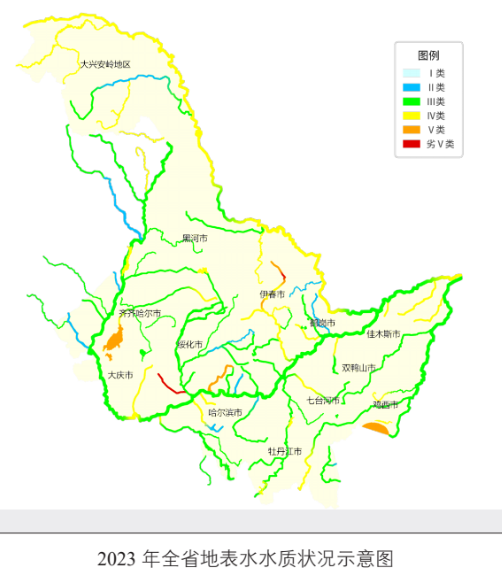 图例
I 类
II类
III类
IV类
V 类
劣 V 类
大兴安岭地区
黑河市
伊春市
齐齐哈尔市
鹤岗市
佳木斯市
绥化市
双鸭山市
大庆市
七台河市
鸡西市
哈尔滨市
牡丹江市
2023 年全省地表水水质状况示意图